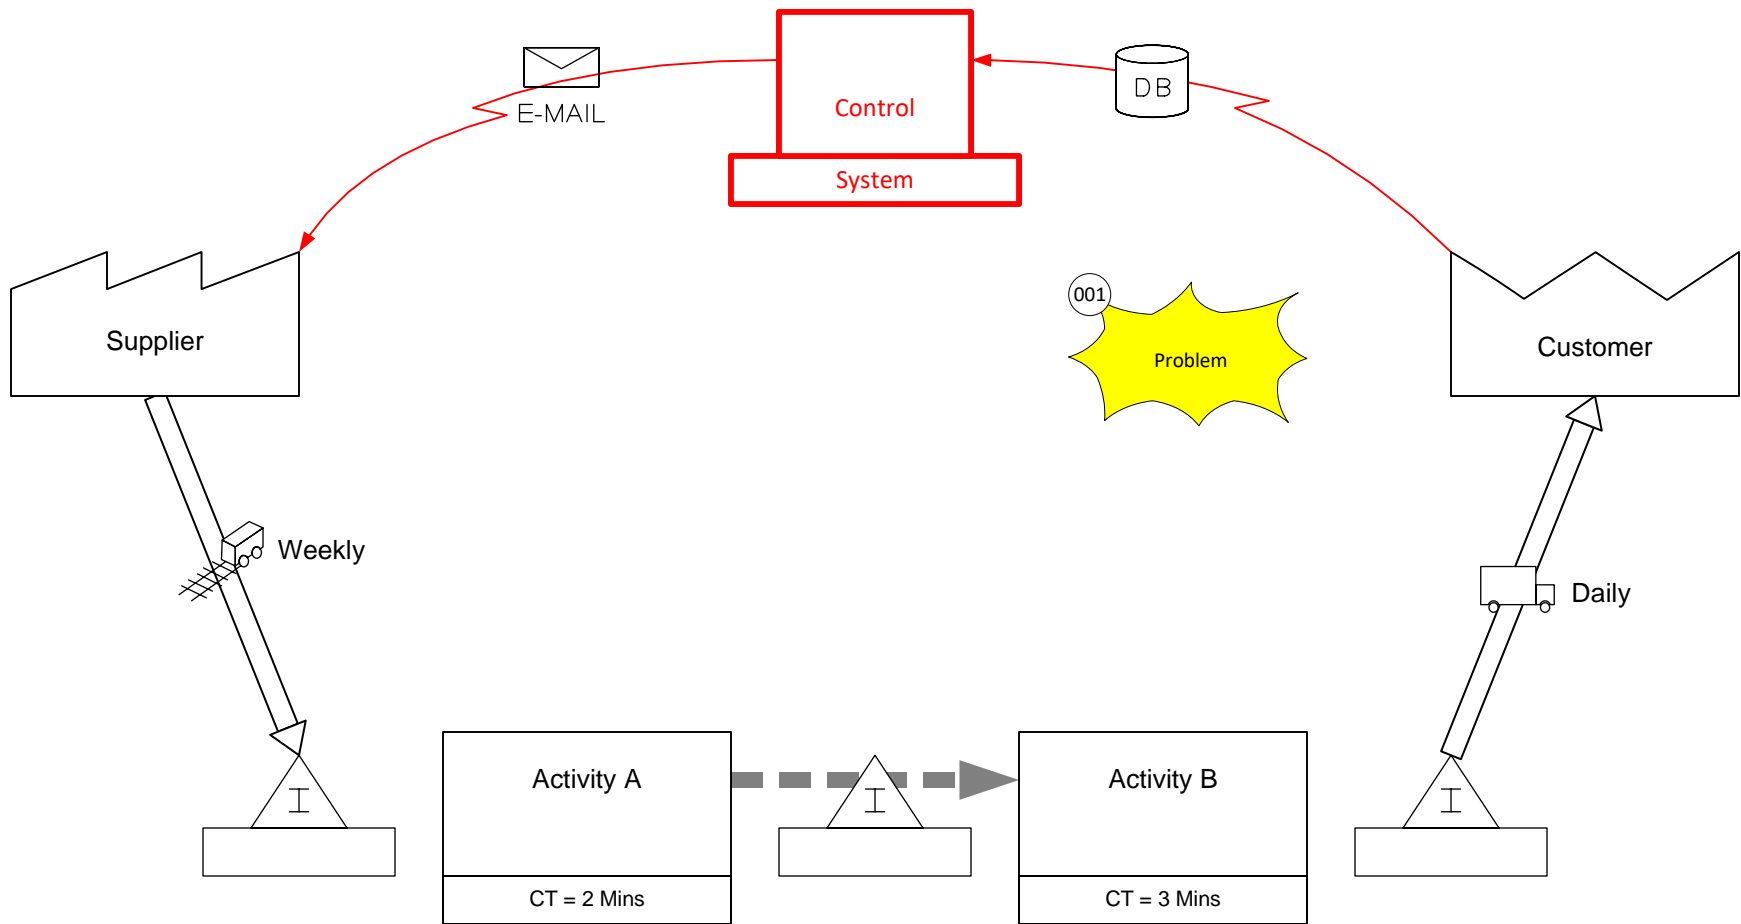 E-MAIL
Control
System
DB
001
Problem
Supplier
Customer
Weekly
Daily
I
Activity A
CT = 2 Mins
I
Activity B
CT = 3 Mins
I